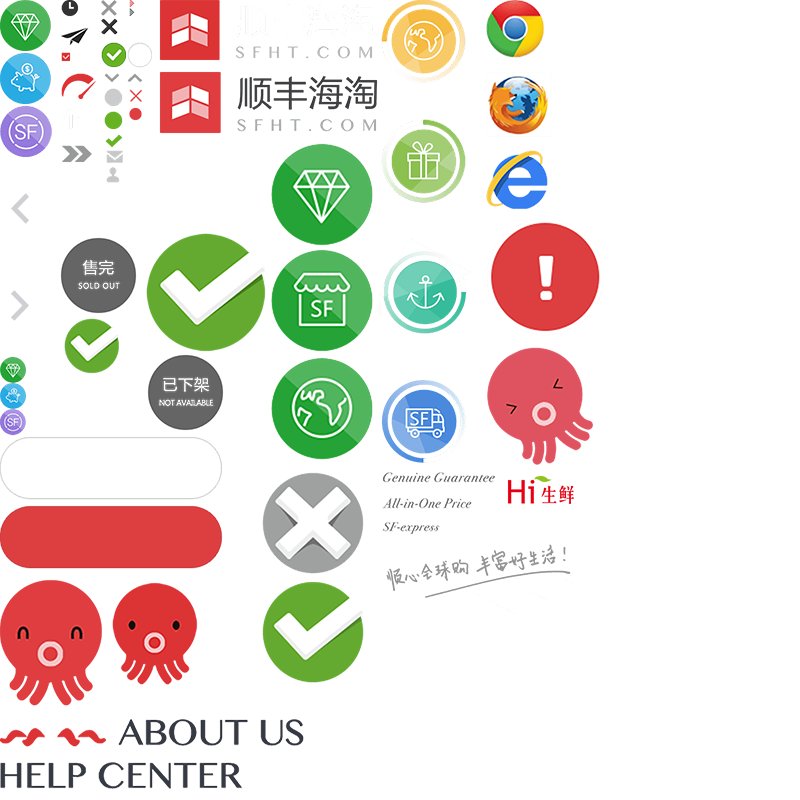 SFHT.COM
顺丰海淘
SFHT.COM
SF
售完
SOLD OUT
SF
已下架
NOT AVAILABLE
SF
SF
Genuine Guarantee
All-in-One Price
SF-express
Hi生鲜
顺心全球购 丰富好生活!
ABOUT US
HELP CENTER